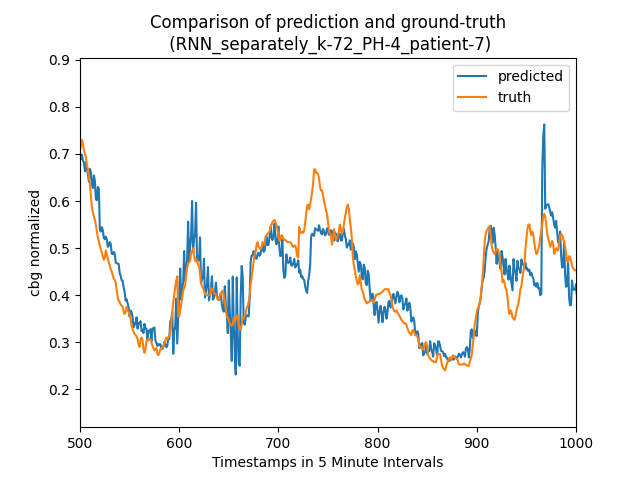 Comparison of prediction and ground-truth
(RNN_separately_k-72_PH-4_patient-7)
predicted
truth
cbg normalized
0.9
0.8
0.7
0.6
0.5
0.4
0.3
0.2
500 600 700 800 900 1000
Timestamps in 5 Minute Intervals